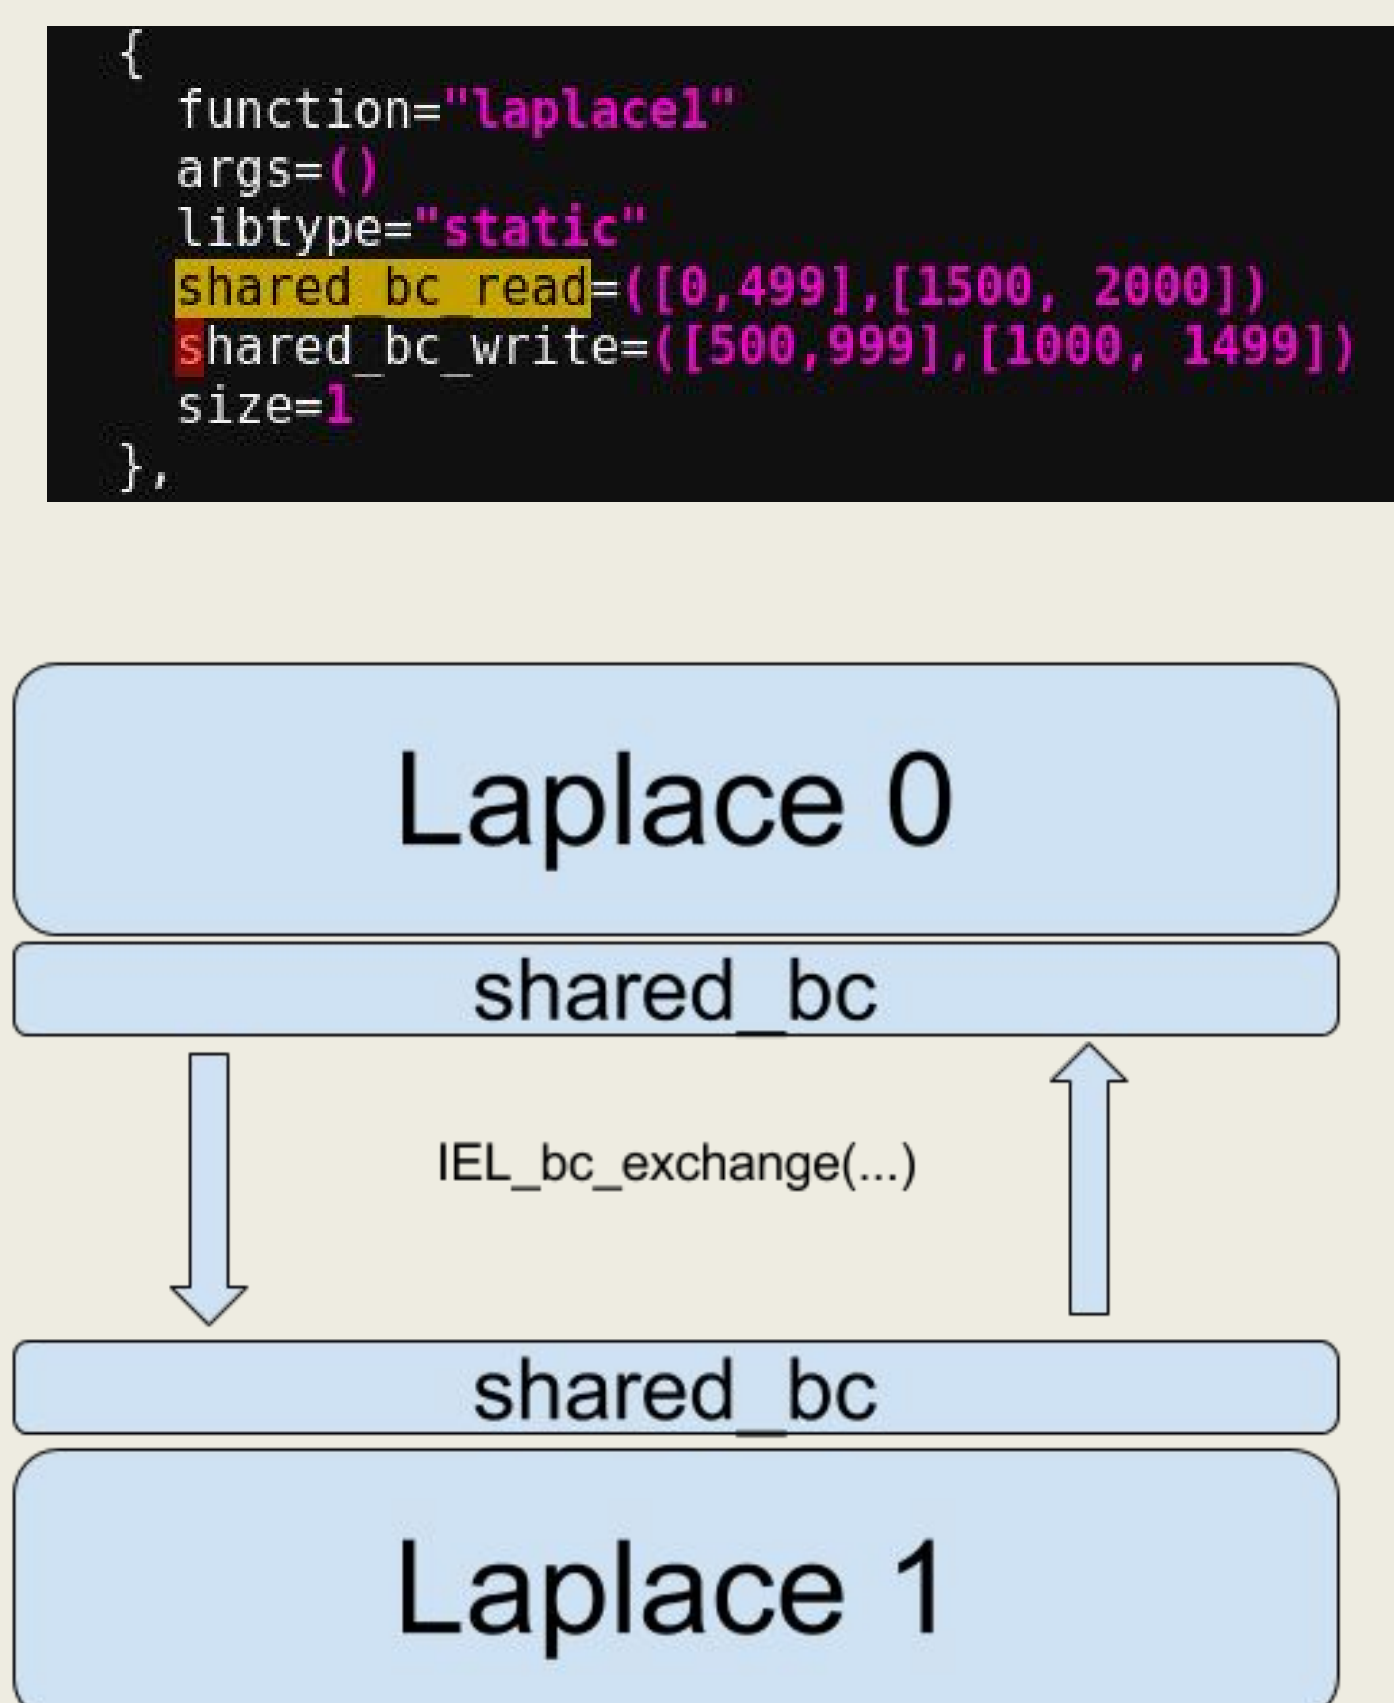 {
function="laplace1"
args=()
libtype="static"
shared_bc_read=([0,499],[1500, 2000])
shared_bc_write=([500,999],[1000, 1499])
size=1
},
Laplace 0
shared_bc
IEL_bc_exchange(...)
shared_bc
Laplace 1